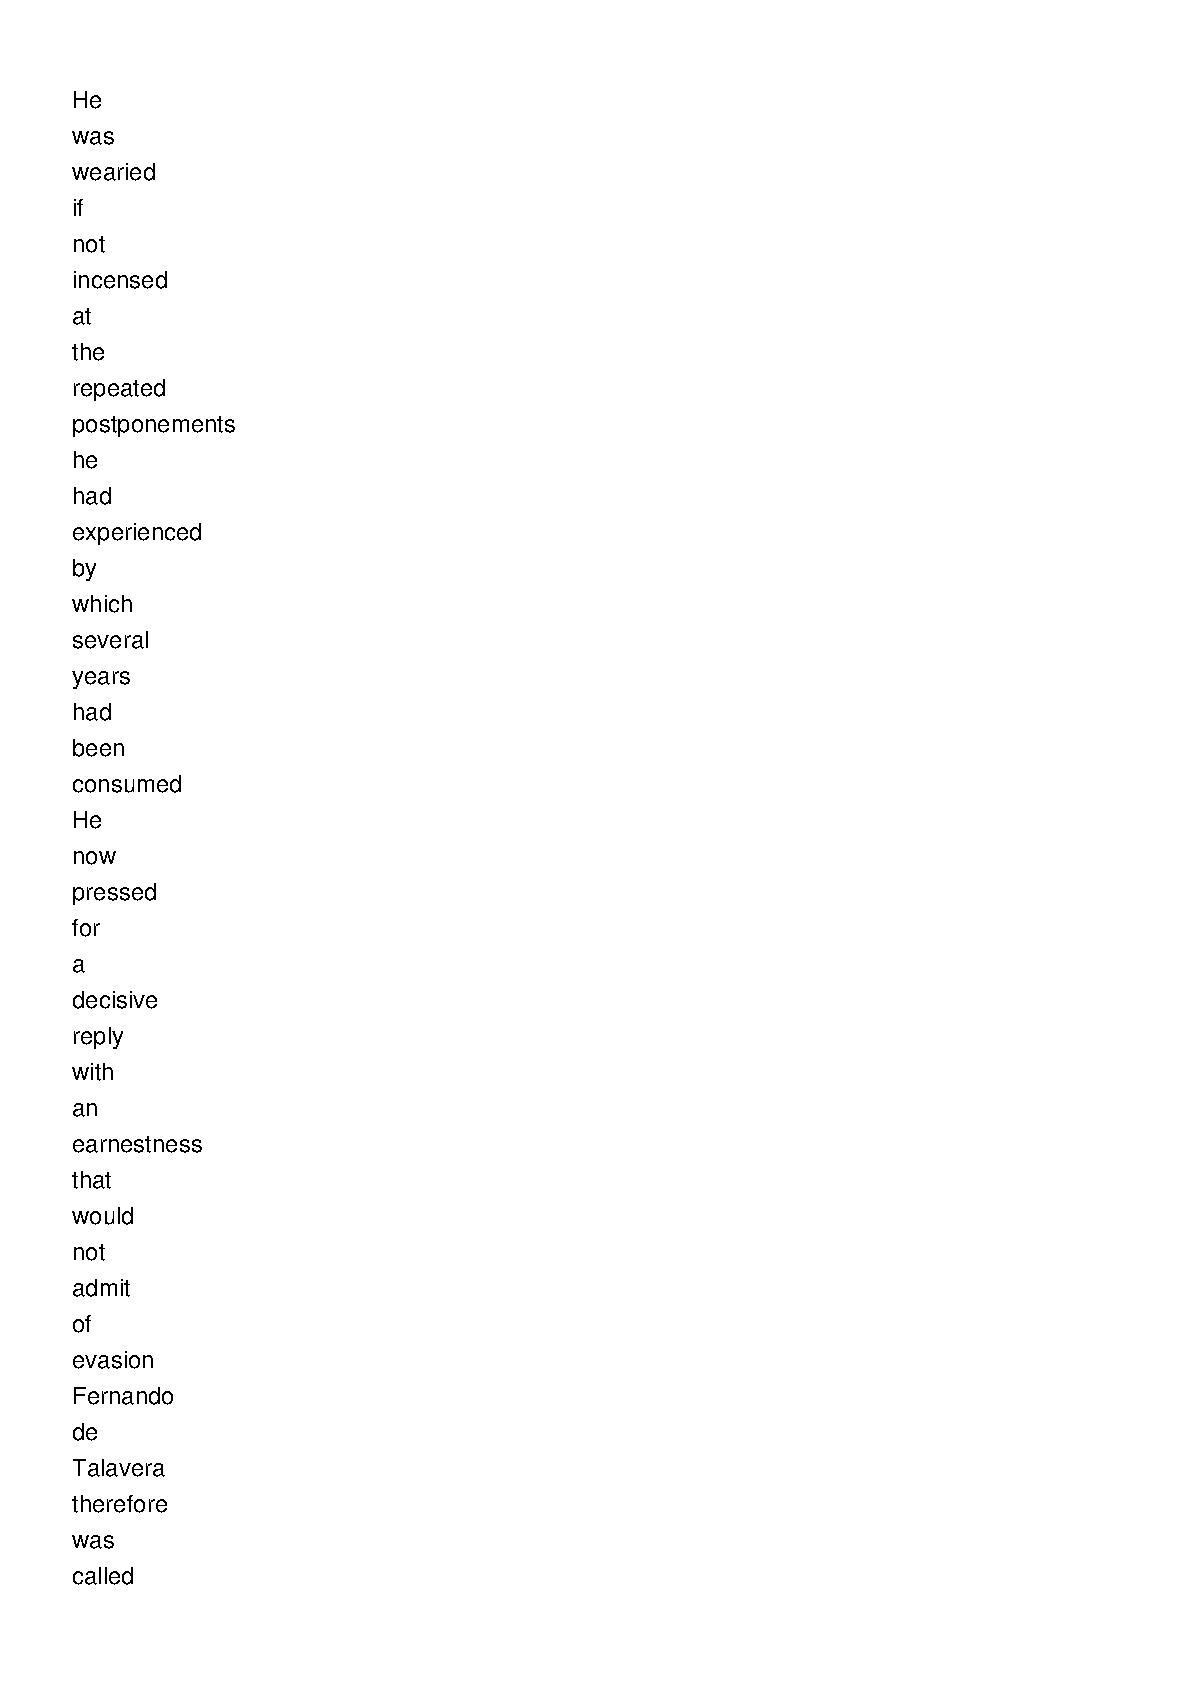 He
was
wearied
if
not
incensed
at
the
repeated
postponements
he
had
experienced
by
which
several
years
had
been
consumed
He
now
pressed
for
a
decisive
reply
with
an
earnestness
that
would
not
admit
of
evasion
Fernando
de
Talavera
therefore
was
called